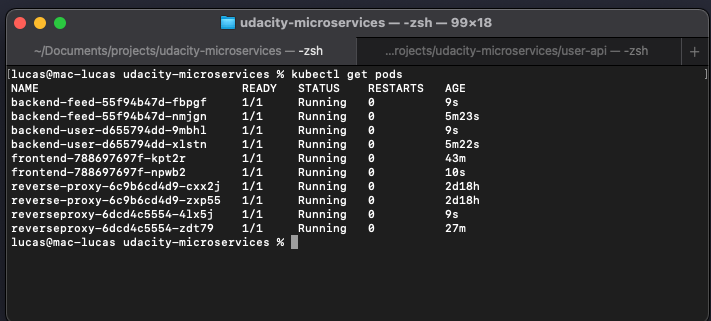 udacity-microservices — -zsh — 99×18
~/Documents/projects/udacity-microservices — -zsh
...rojects/udacity-microservices/user-api — -zsh
+
[lucas@mac-lucas udacity-microservices % kubectl get pods ]
NAME READY STATUS RESTARTS AGE
backend-feed-55f94b47d-fbpgf 1/1 Running 0 9s
backend-feed-55f94b47d-nmjgn 1/1 Running 0 5m23s
backend-user-d655794dd-9mbhl 1/1 Running 0 9s
backend-user-d655794dd-xlstn 1/1 Running 0 5m22s
frontend-788697697f-kpt2r 1/1 Running 0 43m
frontend-788697697f-npwb2 1/1 Running 0 10s
reverse-proxy-6c9b6cd4d9-cxx2j 1/1 Running 0 2d18h
reverse-proxy-6c9b6cd4d9-zxp55 1/1 Running 0 2d18h
reverseproxy-6dcd4c5554-4lx5j 1/1 Running 0 9s
reverseproxy-6dcd4c5554-zdt79 1/1 Running 0 27m
lucas@mac-lucas udacity-microservices %